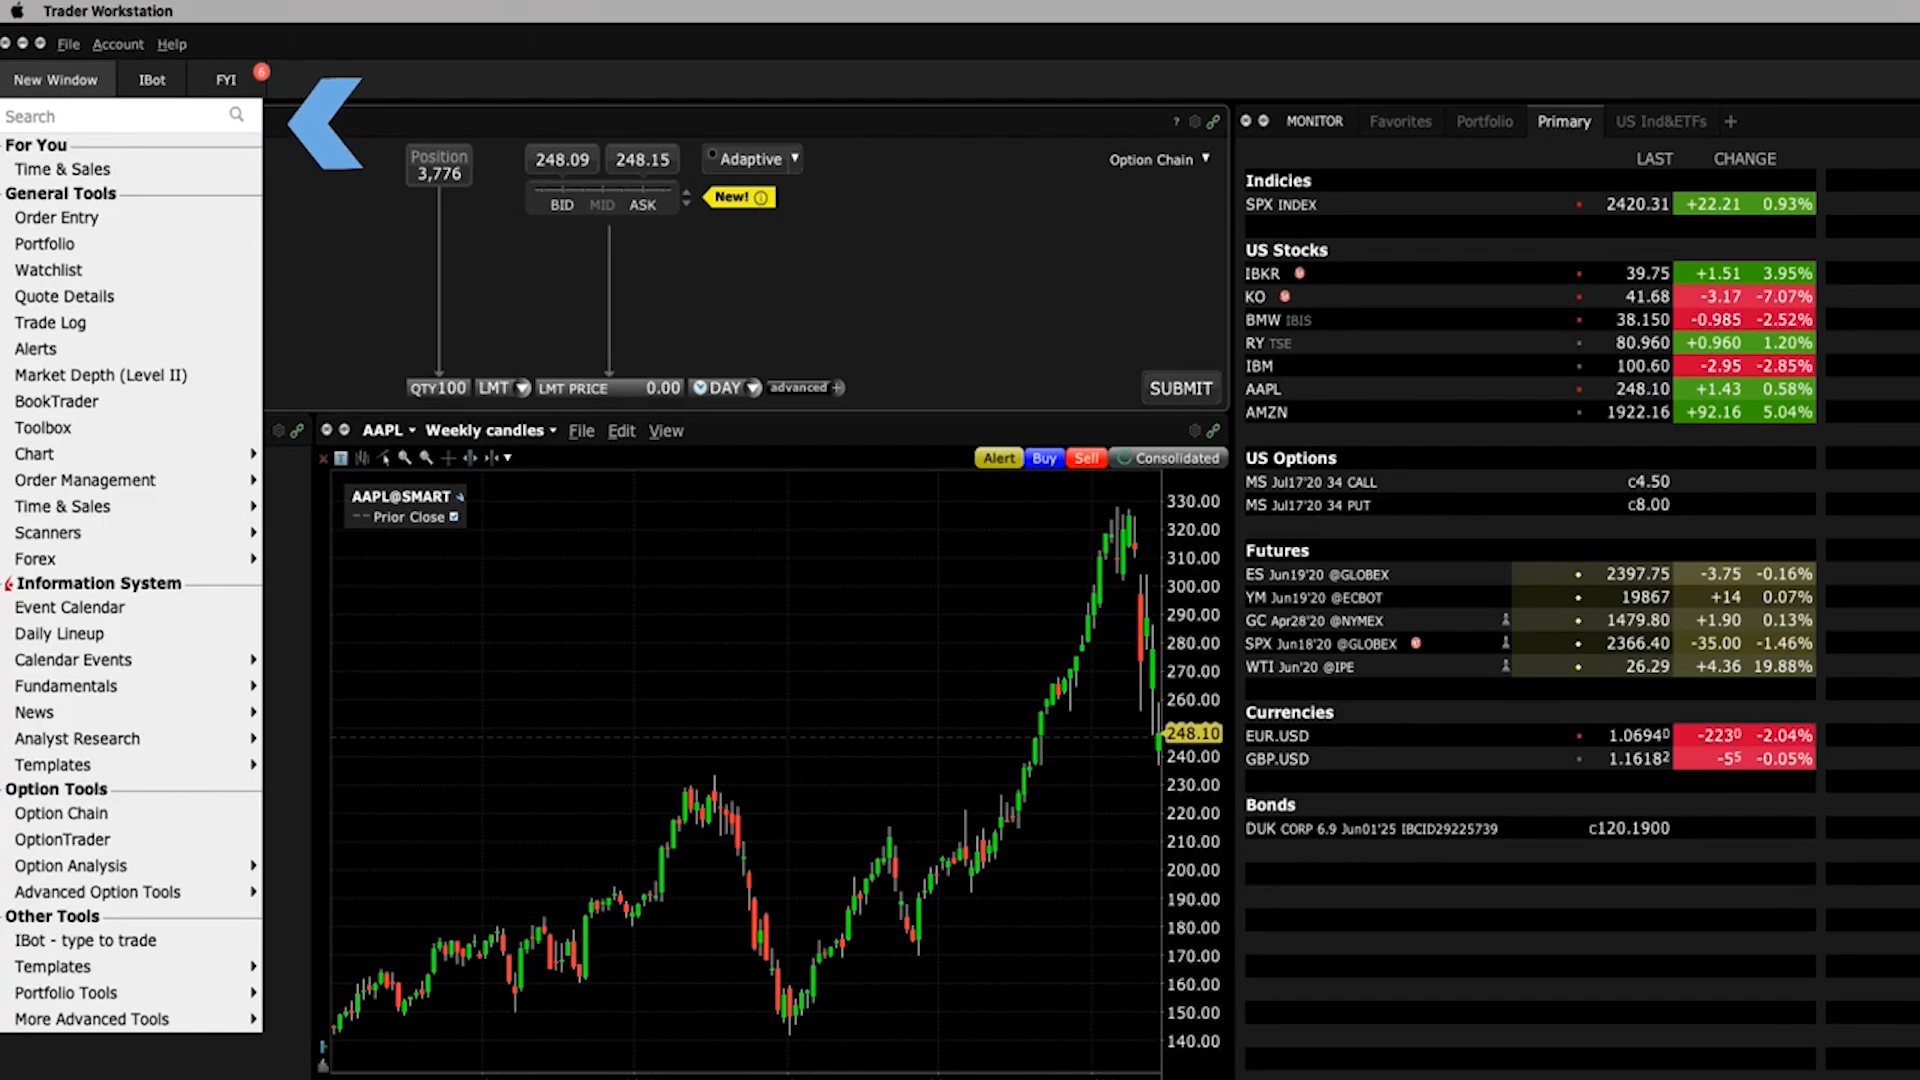 Trader Workstation
File Account Help
New Window IBot FYI 6
Search
For You
Time & Sales
General Tools
Order Entry
Portfolio
Watchlist
Quote Details
Trade Log
Alerts
Market Depth (Level II)
BookTrader
Toolbox
Chart
Order Management
Time & Sales
Scanners
Forex
Information System
Event Calendar
Daily Lineup
Calendar Events
Fundamentals
News
Analyst Research
Templates
Option Tools
Option Chain
OptionTrader
Option Analysis
Advanced Option Tools
Other Tools
IBot - type to trade
Templates
Portfolio Tools
More Advanced Tools
?
Position 248.09 248.15 Adaptive Option Chain
3,776
BID MID ASK New!
QTY 100 LMT LMT PRICE 0.00 DAY advanced + SUBMIT
AAPL Weekly candles File Edit View
Alert Buy Sell Consolidated
AAPL@SMART
Prior Close
330.00
320.00
310.00
300.00
290.00
280.00
270.00
260.00
248.10
240.00
230.00
220.00
210.00
200.00
190.00
180.00
170.00
160.00
150.00
140.00
MONITOR Favorites Portfolio Primary US Ind&ETFs +
LAST CHANGE
Indicies
SPX INDEX 2420.31 +22.21 0.93%
US Stocks
IBKR 39.75 +1.51 3.95%
KO 41.68 -3.17 -7.07%
BMW IBIS 38.150 -0.985 -2.52%
RY TSE 80.960 +0.960 1.20%
IBM 100.60 -2.95 -2.85%
AAPL 248.10 +1.43 0.58%
AMZN 1922.16 +92.16 5.04%
US Options
MS Jul17'20 34 CALL c4.50
MS Jul17'20 34 PUT c8.00
Futures
ES Jun19'20 @GLOBEX 2397.75 -3.75 -0.16%
YM Jun19'20 @ECBOT 19867 +14 0.07%
GC Apr28'20 @NYMEX 1479.80 +1.90 0.13%
SPX Jun18'20 @GLOBEX 2366.40 -35.00 -1.46%
WTI Jun'20 @IPE 26.29 +4.36 19.88%
Currencies
EUR.USD 1.0694⁰ -223⁰ -2.04%
GBP.USD 1.1618² -5⁵ -0.05%
Bonds
DUK CORP 6.9 Jun01'25 IBCID29225739 c120.1900